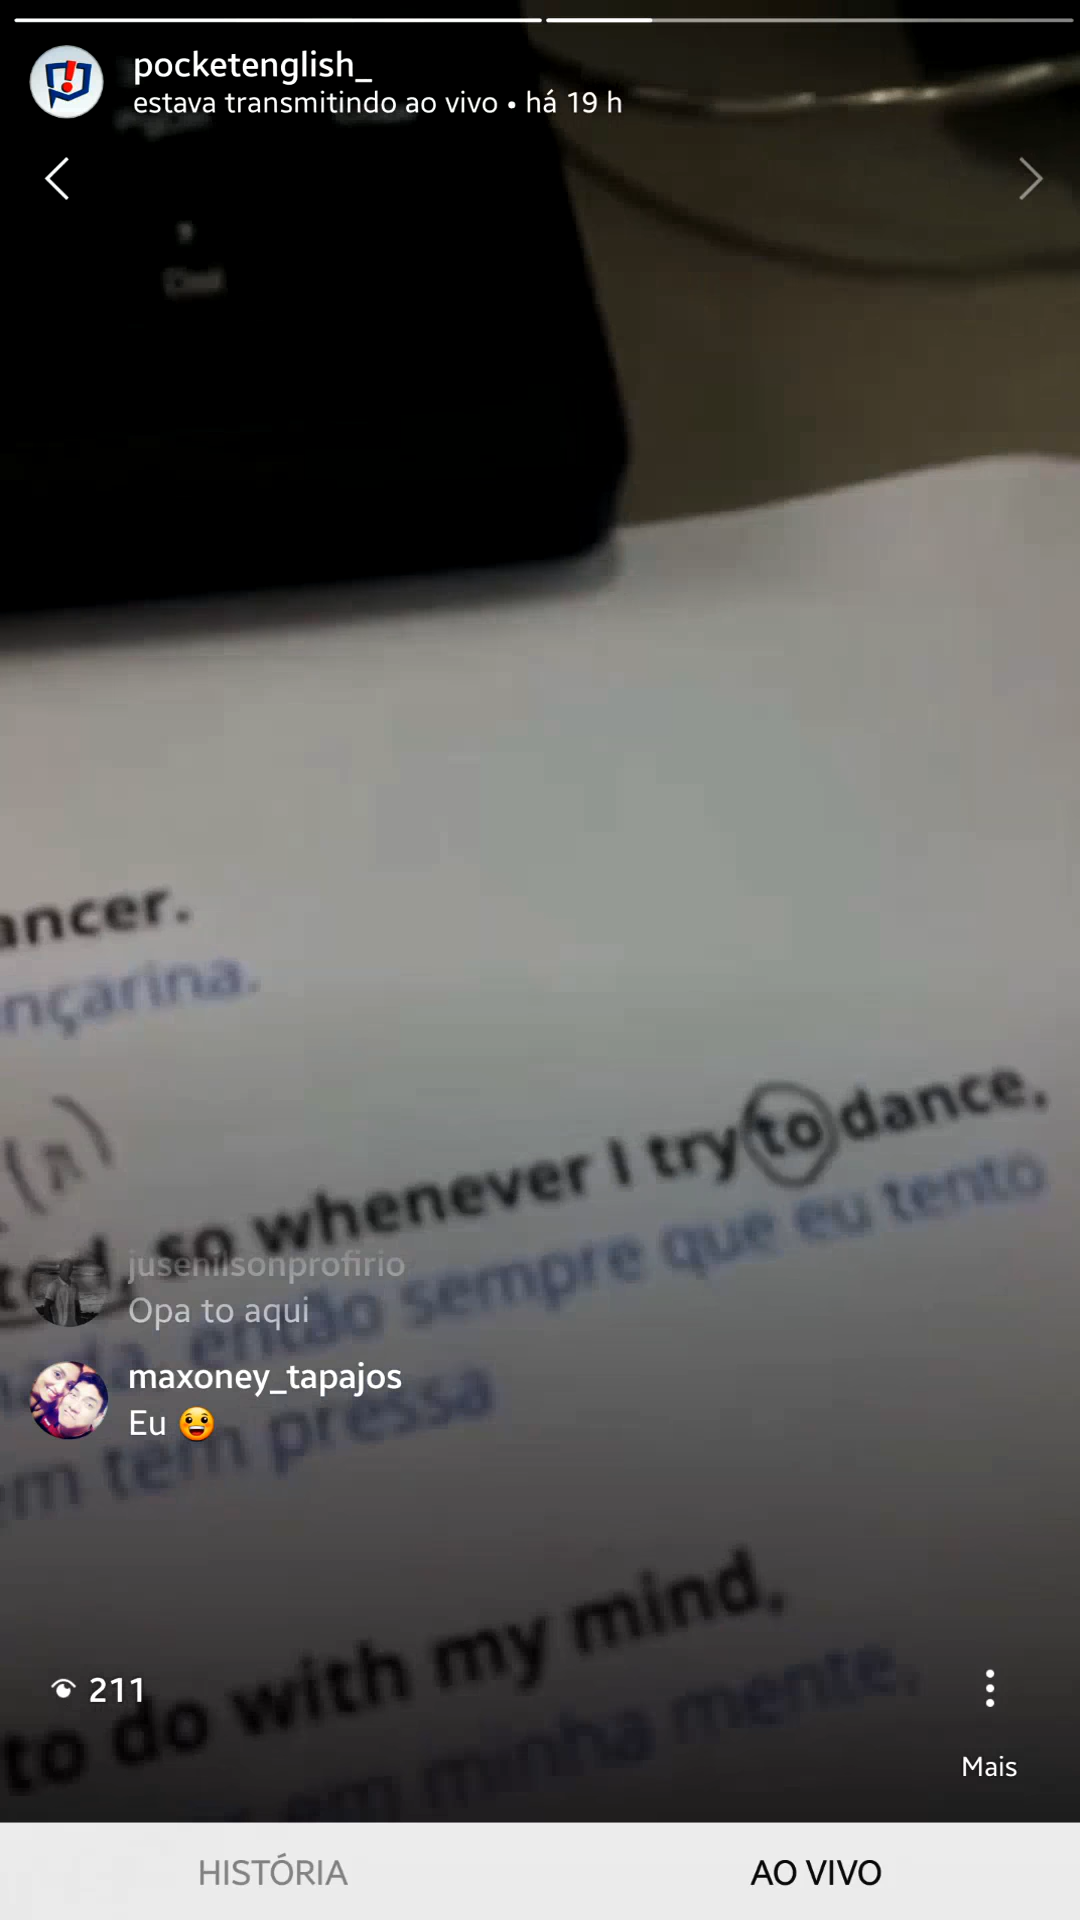 pocketenglish_
estava transmitindo ao vivo • há 19 h
ancer.
nçarina.
so whenever I try to dance,
então sempre que eu tento
jusenilsonprofirio
Opa to aqui
maxoney_tapajos
Eu 😀
em tem pressa
to do with my mind,
em minha mente,
211
Mais
HISTÓRIA
AO VIVO